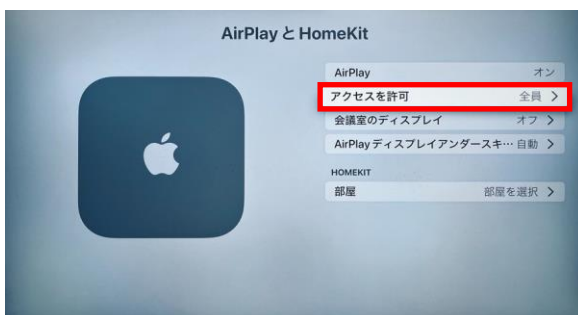 AirPlay と HomeKit
AirPlay オン
アクセスを許可 全員
会議室のディスプレイ オフ
AirPlay ディスプレイアンダースキ… 自動
HOMEKIT
部屋 部屋を選択